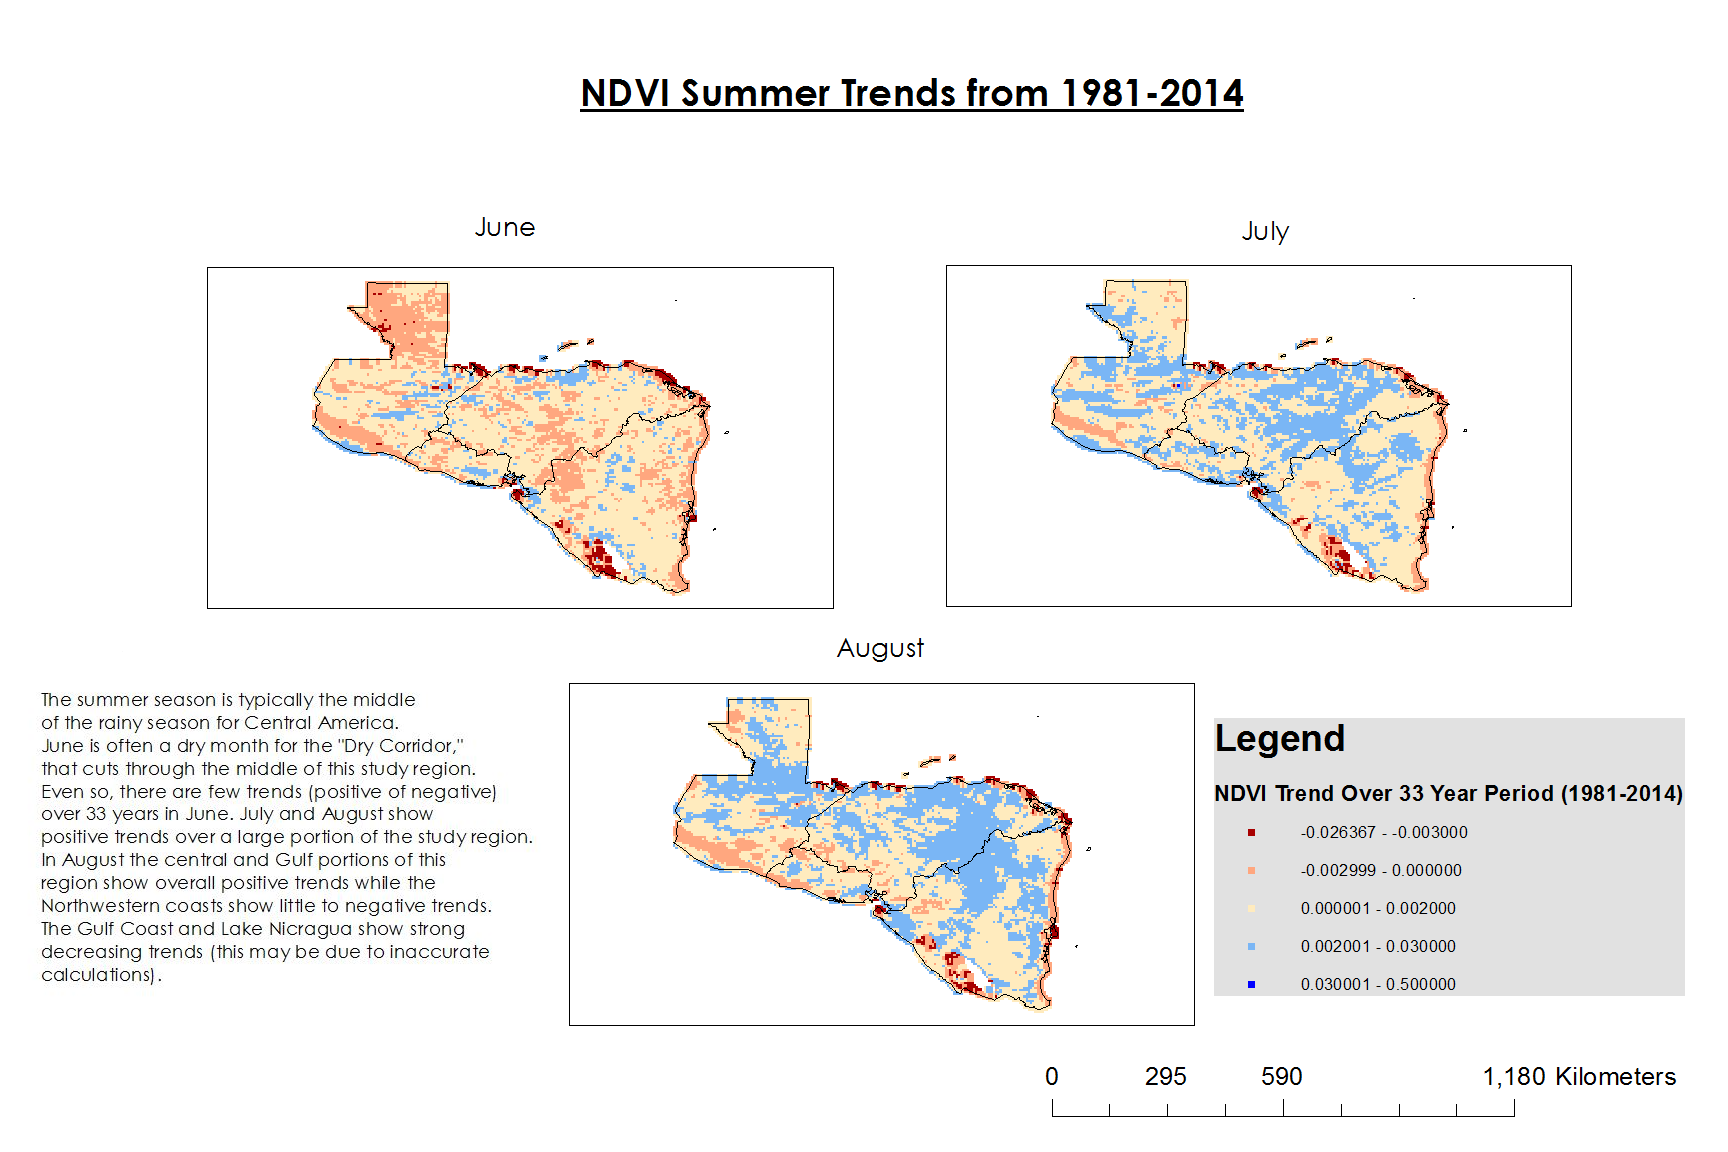 NDVI Summer Trends from 1981-2014
June
July
August
The summer season is typically the middle
of the rainy season for Central America.
June is often a dry month for the "Dry Corridor,"
that cuts through the middle of this study region.
Even so, there are few trends (positive of negative)
over 33 years in June. July and August show
positive trends over a large portion of the study region.
In August the central and Gulf portions of this
region show overall positive trends while the
Northwestern coasts show little to negative trends.
The Gulf Coast and Lake Nicragua show strong
decreasing trends (this may be due to inaccurate
calculations).
Legend
NDVI Trend Over 33 Year Period (1981-2014)
-0.026367 - -0.003000
-0.002999 - 0.000000
0.000001 - 0.002000
0.002001 - 0.030000
0.030001 - 0.500000
0 295 590 1,180 Kilometers